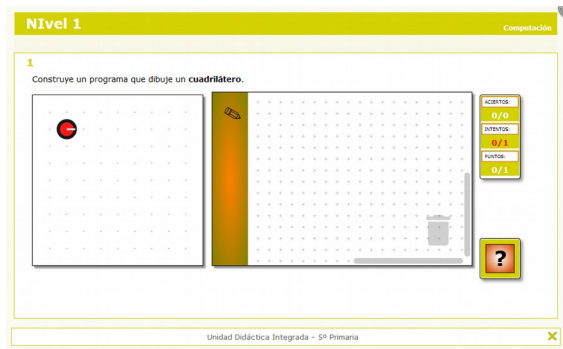 NIvel 1
Computación
1
Construye un programa que dibuje un cuadrilátero.
ACIERTOS:
0/0
INTENTOS:
0/1
PUNTOS:
0/1
?
Unidad Didáctica Integrada - 5º Primaria